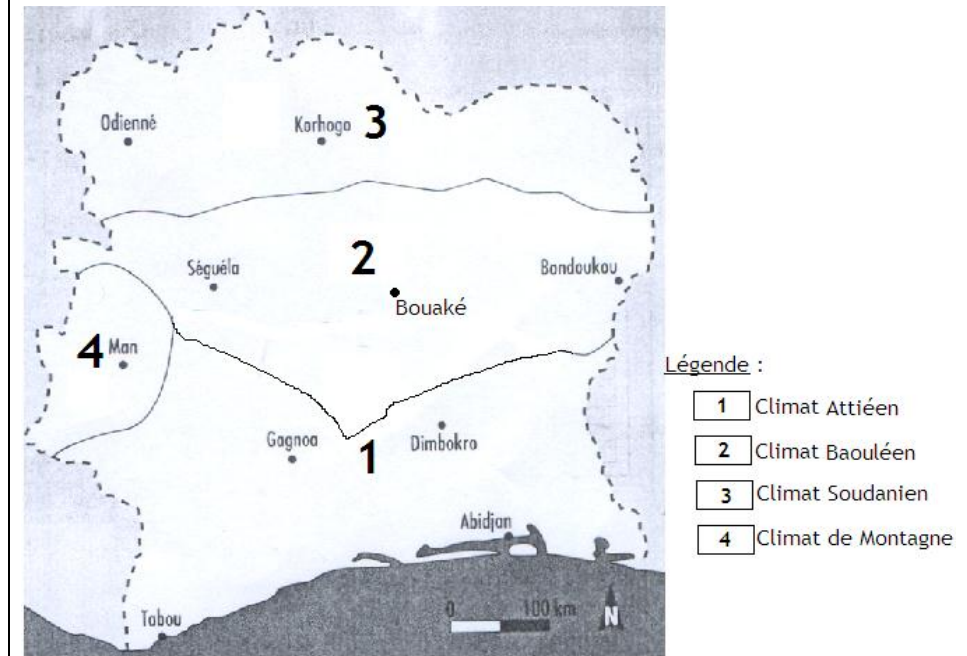 Odienné
Korhogo
3
Séguéla
2
Bondoukou
Bouaké
4
Man
Gagnoa
1
Dimbokro
Abidjan
Tabou
0 100 km
N
Légende :
1 Climat Attiéen
2 Climat Baouléen
3 Climat Soudanien
4 Climat de Montagne